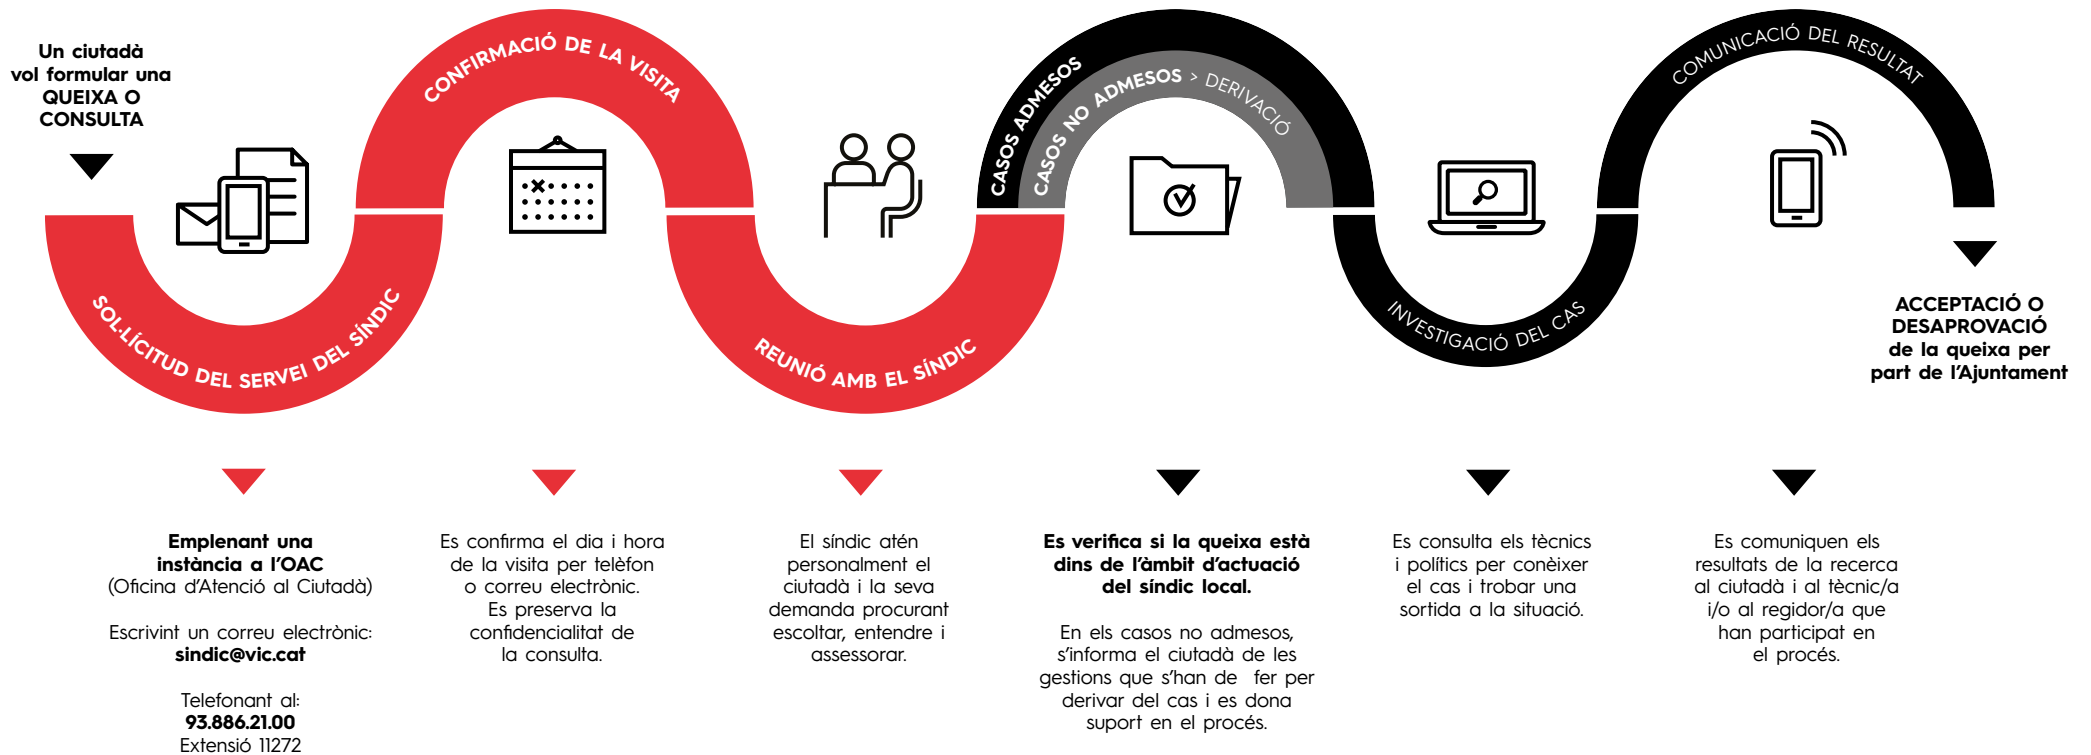 Un ciutadà
vol formular una
QUEIXA O
CONSULTA
SOL·LÍCITUD DEL SERVEI DEL SÍNDIC
CONFIRMACIÓ DE LA VISITA
REUNIÓ AMB EL SÍNDIC
CASOS ADMESOS
CASOS NO ADMESOS > DERIVACIÓ
INVESTIGACIÓ DEL CAS
COMUNICACIÓ DEL RESULTAT
ACCEPTACIÓ O
DESAPROVACIÓ
de la queixa per
part de l'Ajuntament
Emplenant una
instància a l'OAC
(Oficina d'Atenció al Ciutadà)
Escrivint un correu electrònic:
sindic@vic.cat
Telefonant al:
93.886.21.00
Extensió 11272
Es confirma el dia i hora
de la visita per telèfon
o correu electrònic.
Es preserva la
confidencialitat de
la consulta.
El síndic atén
personalment el
ciutadà i la seva
demanda procurant
escoltar, entendre i
assessorar.
Es verifica si la queixa està
dins de l'àmbit d'actuació
del síndic local.
En els casos no admesos,
s'informa el ciutadà de les
gestions que s'han de fer per
derivar del cas i es dona
suport en el procés.
Es consulta els tècnics
i polítics per conèixer
el cas i trobar una
sortida a la situació.
Es comuniquen els
resultats de la recerca
al ciutadà i al tècnic/a
i/o al regidor/a que
han participat en
el procés.